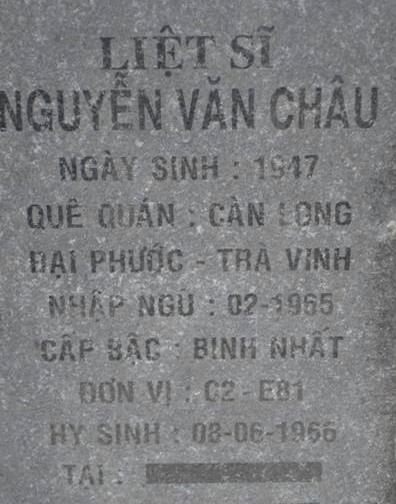 LIỆT SĨ
NGUYỄN VĂN CHÂU
NGÀY SINH : 1947
QUÊ QUÁN : CÀN LONG
ĐẠI PHƯỚC - TRÀ VINH
NHẬP NGŨ : 02-1965
CẤP BẬC : BINH NHẤT
ĐƠN VỊ : C2 - E81
HY SINH : 08-06-1966
TẠI :